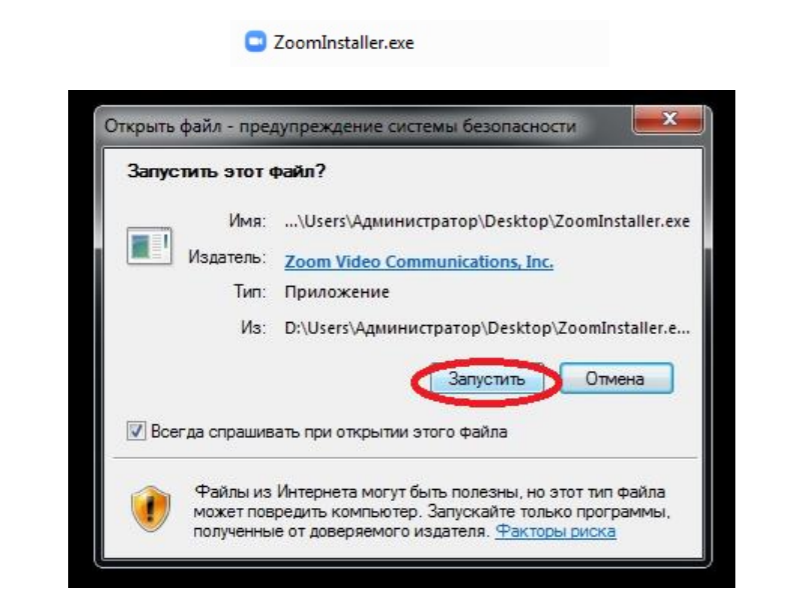 ZoomInstaller.exe
Открыть файл - предупреждение системы безопасности
Запустить этот файл?
Имя: ...\Users\Администратор\Desktop\ZoomInstaller.exe
Издатель: Zoom Video Communications, Inc.
Тип: Приложение
Из: D:\Users\Администратор\Desktop\ZoomInstaller.e...
Запустить Отмена
Всегда спрашивать при открытии этого файла
Файлы из Интернета могут быть полезны, но этот тип файла
может повредить компьютер. Запускайте только программы,
полученные от доверяемого издателя. Факторы риска